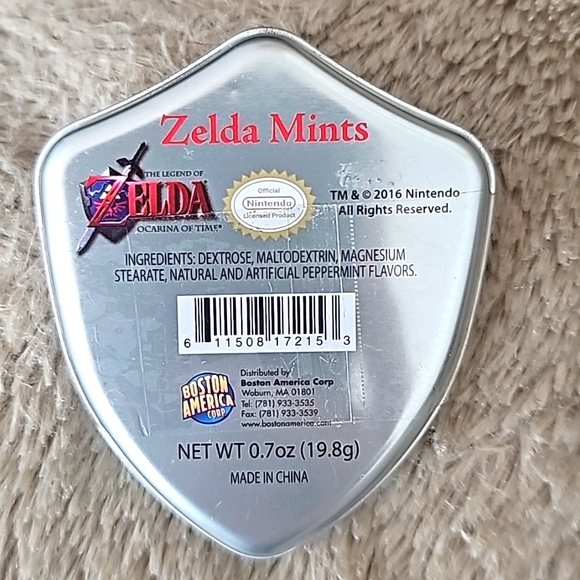 Zelda Mints
THE LEGEND OF
ZELDA
OCARINA OF TIME®
Official
Nintendo
Licensed Product
TM & © 2016 Nintendo
All Rights Reserved.
INGREDIENTS: DEXTROSE, MALTODEXTRIN, MAGNESIUM
STEARATE, NATURAL AND ARTIFICIAL PEPPERMINT FLAVORS.
6 11508 17215 3
BOSTON
AMERICA
CORP
Distributed by
Boston America Corp
Woburn, MA 01801
Tel: (781) 933-3535
Fax: (781) 933-3539
www.bostonamerica.com
NET WT 0.7oz (19.8g)
MADE IN CHINA